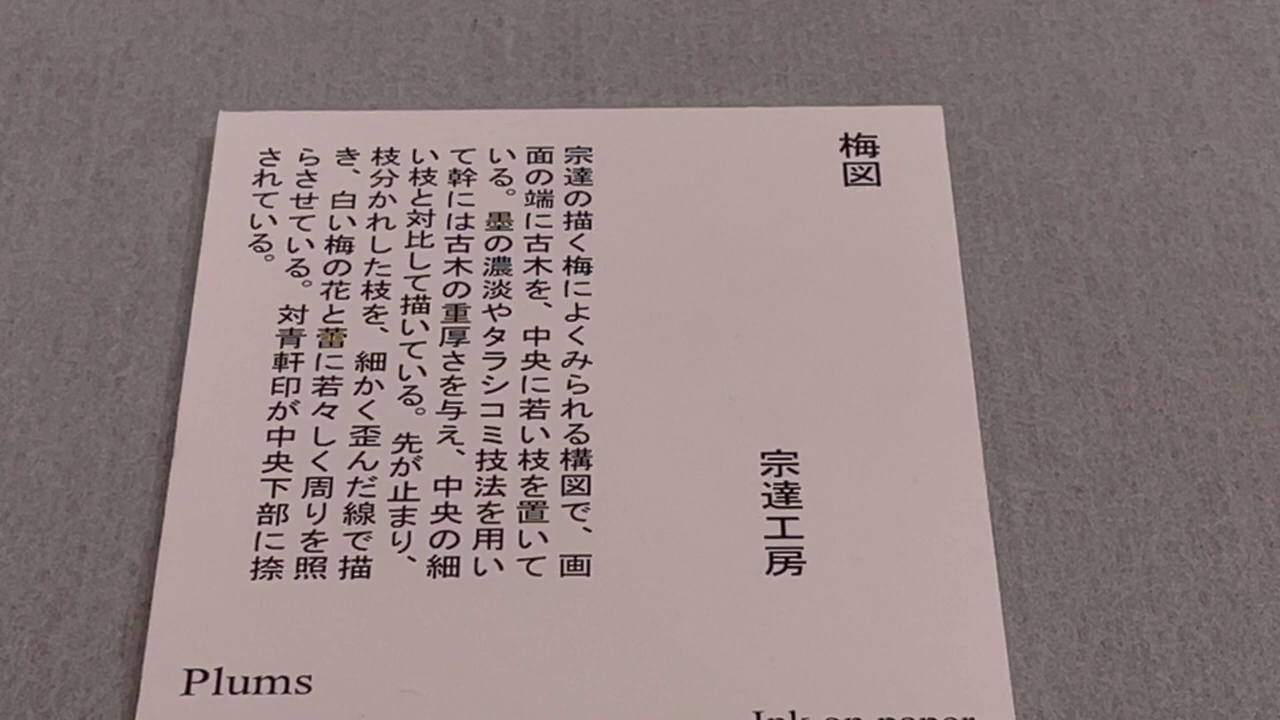 梅図
宗達工房
宗達の描く梅によくみられる構図で、画
面の端に古木を、中央に若い枝を置いて
いる。墨の濃淡やタラシコミ技法を用い
て幹には古木の重厚さを与え、中央の細
い枝と対比して描いている。先が止まり、
枝分かれした枝を、細かく歪んだ線で描
き、白い梅の花と蕾に若々しく周りを照
らさせている。対青軒印が中央下部に捺
されている。
Plums
Ink on paper